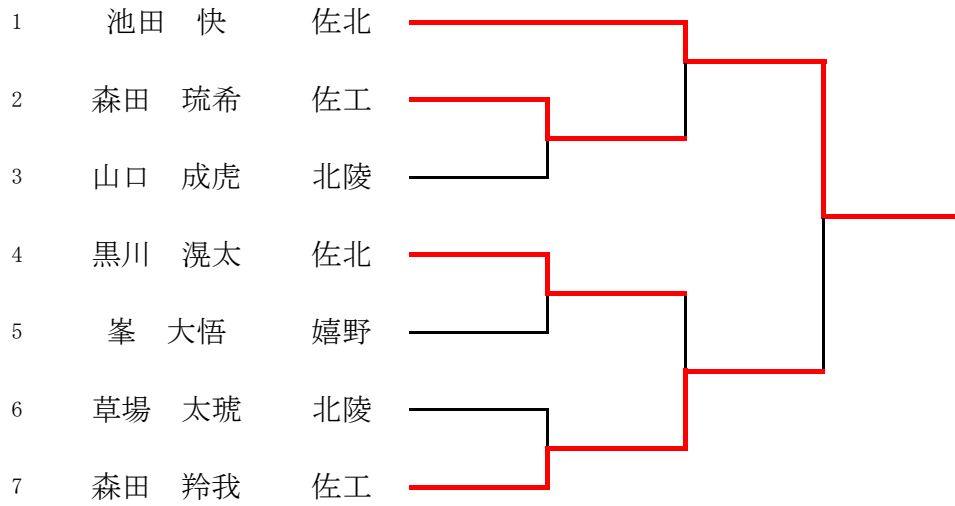 1 池田 快 佐北
2 森田 琉希 佐工
3 山口 成虎 北陵
4 黒川 滉太 佐北
5 峯 大悟 嬉野
6 草場 太琥 北陵
7 森田 羚我 佐工